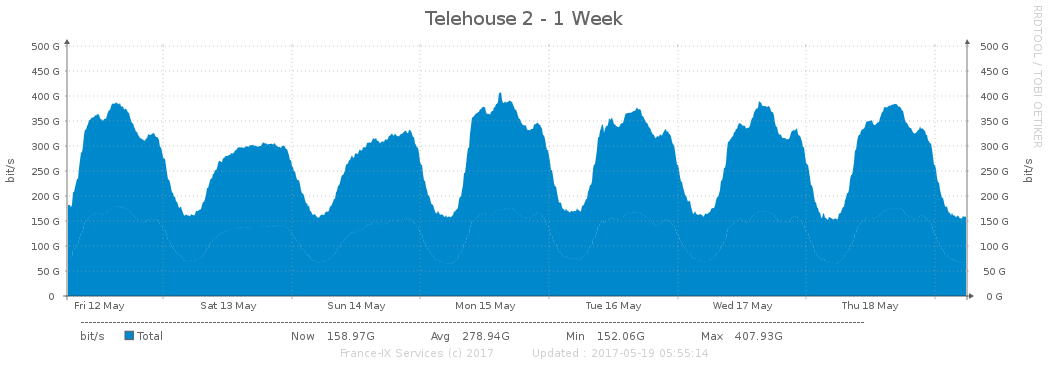 Telehouse 2 - 1 Week
RRDTOOL / TOBI OETIKER
500 G 500 G
450 G 450 G
400 G 400 G
350 G 350 G
300 G 300 G
250 G 250 G
200 G 200 G
150 G 150 G
100 G 100 G
50 G 50 G
0 0 G
bit/s bit/s
Fri 12 May Sat 13 May Sun 14 May Mon 15 May Tue 16 May Wed 17 May Thu 18 May
bit/s Total Now 158.97G Avg 278.94G Min 152.06G Max 407.93G
France-IX Services (c) 2017 Updated : 2017-05-19 05:55:14